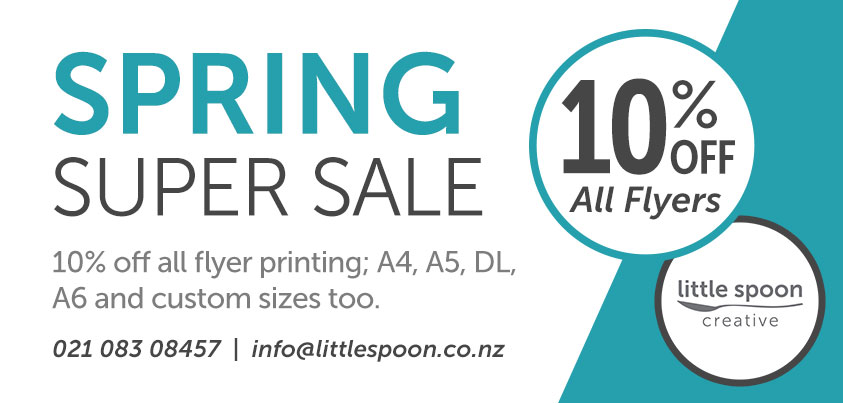 SPRING
SUPER SALE
10% off all flyer printing; A4, A5, DL,
A6 and custom sizes too.
021 083 08457 | info@littlespoon.co.nz
10% OFF
All Flyers
little spoon
creative